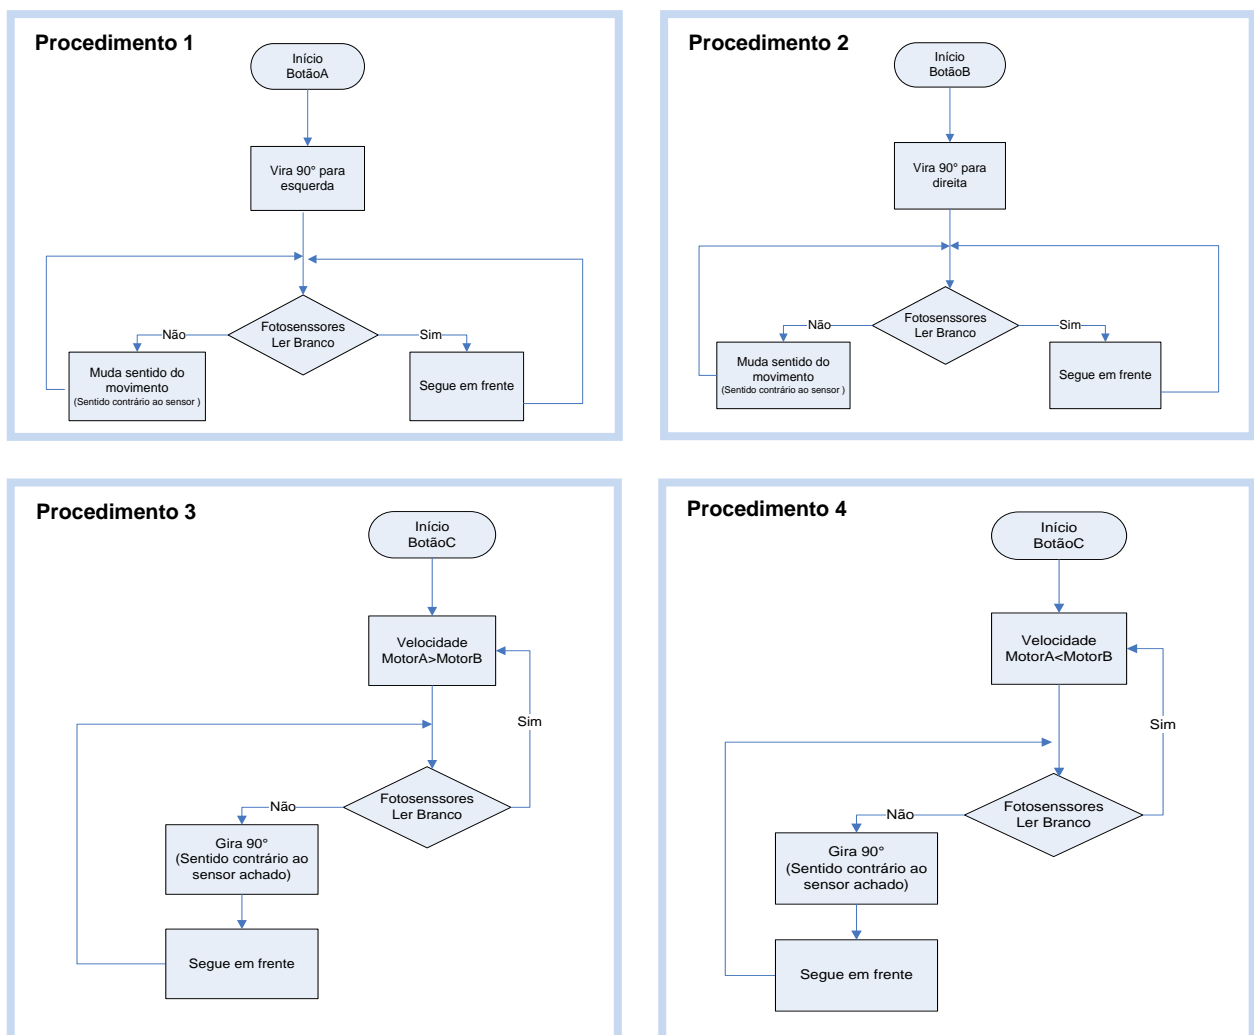 Procedimento 1
Início
BotãoA
Vira 90° para
esquerda
Fotosenssores
Ler Branco
Não
Sim
Muda sentido do
movimento
(Sentido contrário ao sensor )
Segue em frente
Procedimento 2
Início
BotãoB
Vira 90° para
direita
Fotosenssores
Ler Branco
Não
Sim
Muda sentido do
movimento
(Sentido contrário ao sensor )
Segue em frente
Procedimento 3
Início
BotãoC
Velocidade
MotorA>MotorB
Sim
Fotosenssores
Ler Branco
Não
Gira 90°
(Sentido contrário ao
sensor achado)
Segue em frente
Procedimento 4
Início
BotãoC
Velocidade
MotorA<MotorB
Sim
Fotosenssores
Ler Branco
Não
Gira 90°
(Sentido contrário ao
sensor achado)
Segue em frente